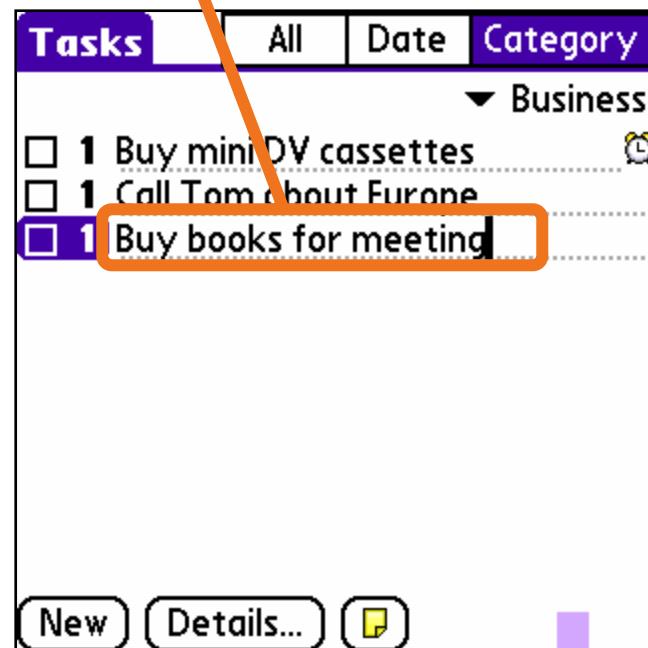 Tasks All Date Category
Business
1 Buy mini DV cassettes
1 Call Tom about Europe
1 Buy books for meeting
New Details...